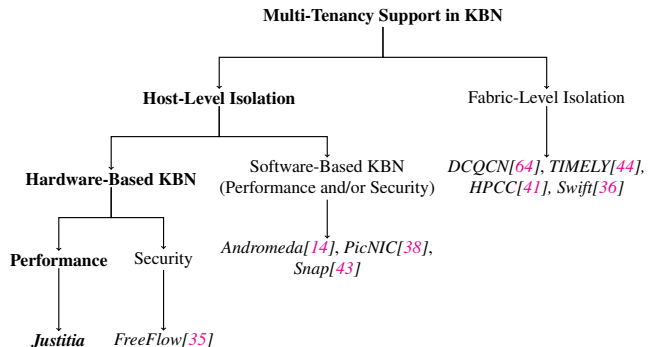 Multi-Tenancy Support in KBN
Host-Level Isolation
Fabric-Level Isolation
Hardware-Based KBN
Software-Based KBN
(Performance and/or Security)
DCQCN[64], TIMELY[44],
HPCC[41], Swift[36]
Performance
Security
Andromeda[14], PicNIC[38],
Snap[43]
Justitia
FreeFlow[35]